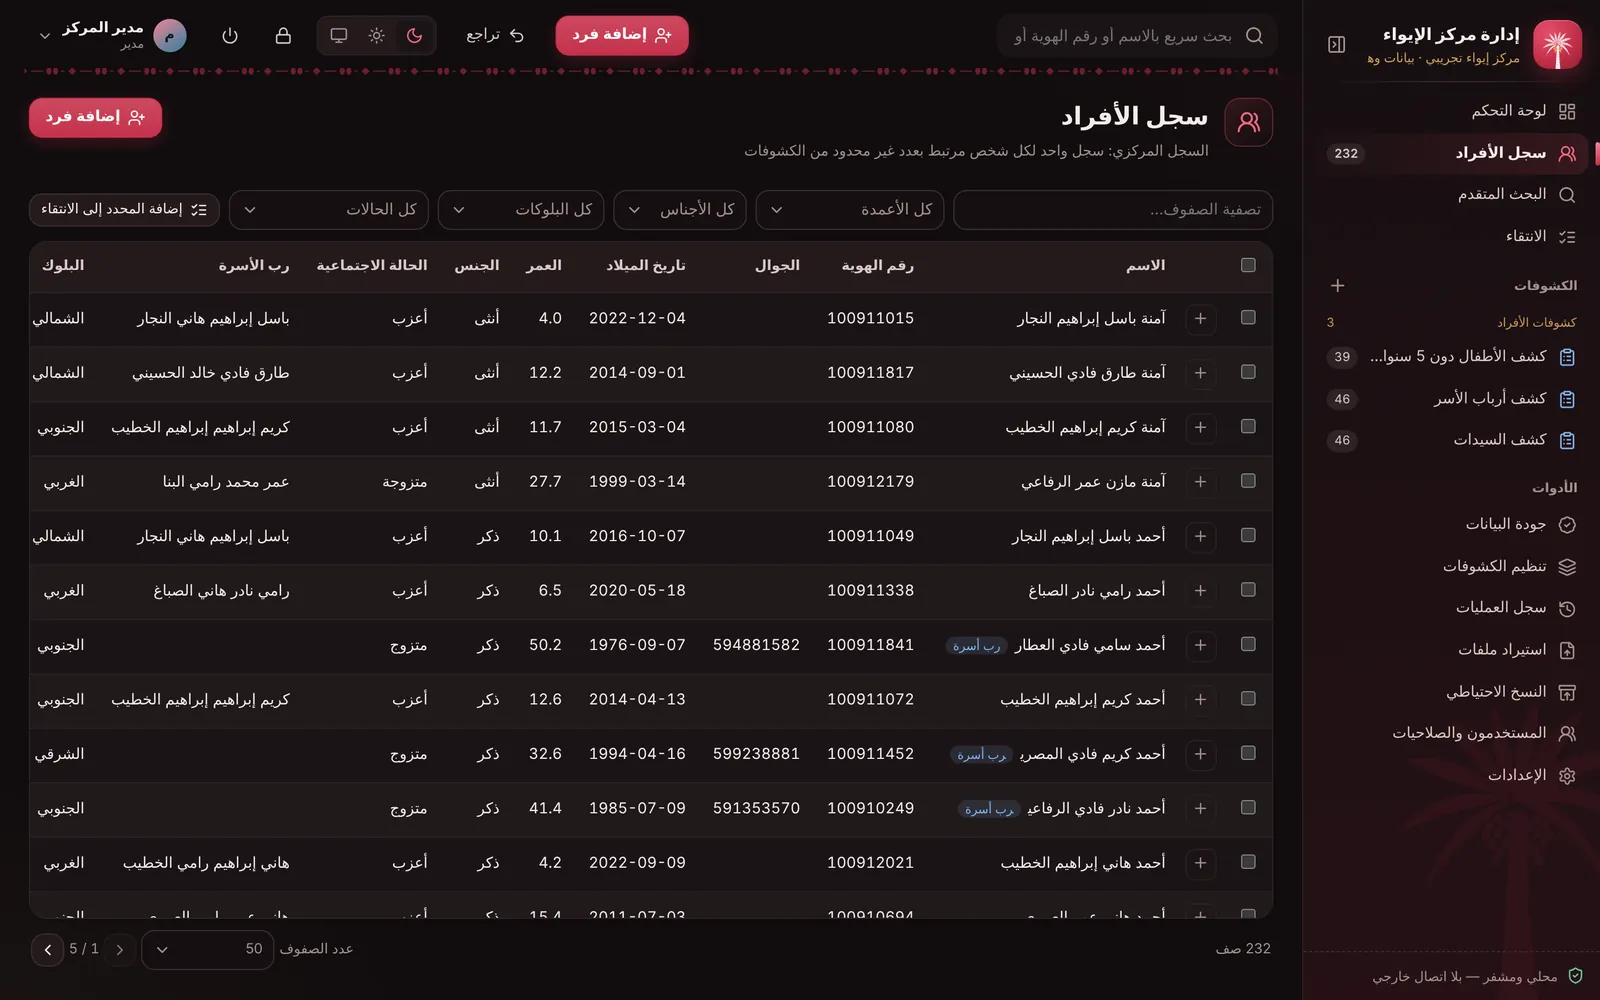 إدارة مركز الإيواء
مركز إيواء تجريبي · بيانات وه
لوحة التحكم
سجل الأفراد 232
البحث المتقدم
الانتقاء
الكشوفات
كشوفات الأفراد 3
كشف الأطفال دون 5 سنوا... 39
كشف أرباب الأسر 46
كشف السيدات 46
الأدوات
جودة البيانات
تنظيم الكشوفات
سجل العمليات
استيراد ملفات
النسخ الاحتياطي
المستخدمون والصلاحيات
الإعدادات
محلي ومشفر — بلا اتصال خارجي
بحث سريع بالاسم أو رقم الهوية أو
إضافة فرد
تراجع
م
مدير المركز
مدير
سجل الأفراد
السجل المركزي: سجل واحد لكل شخص مرتبط بعدد غير محدود من الكشوفات
إضافة فرد
تصفية الصفوف... كل الأعمدة كل الأجناس كل البلوكات كل الحالات إضافة المحدد إلى الانتقاء
الاسم رقم الهوية الجوال تاريخ الميلاد العمر الجنس الحالة الاجتماعية رب الأسرة البلوك
آمنة باسل إبراهيم النجار 100911015 2022-12-04 4.0 أنثى أعزب باسل إبراهيم هاني النجار الشمالي
آمنة طارق فادي الحسيني 100911817 2014-09-01 12.2 أنثى أعزب طارق فادي خالد الحسيني الشمالي
آمنة كريم إبراهيم الخطيب 100911080 2015-03-04 11.7 أنثى أعزب كريم إبراهيم إبراهيم الخطيب الجنوبي
آمنة مازن عمر الرفاعي 100912179 1999-03-14 27.7 أنثى متزوجة عمر محمد رامي البنا الغربي
أحمد باسل إبراهيم النجار 100911049 2016-10-07 10.1 ذكر أعزب باسل إبراهيم هاني النجار الشمالي
أحمد رامي نادر الصباغ 100911338 2020-05-18 6.5 ذكر أعزب رامي نادر هاني الصباغ الغربي
أحمد سامي فادي العطار رب أسرة 100911841 594881582 1976-09-07 50.2 ذكر متزوج الجنوبي
أحمد كريم إبراهيم الخطيب 100911072 2014-04-13 12.6 ذكر أعزب كريم إبراهيم إبراهيم الخطيب الجنوبي
أحمد كريم فادي المصري رب أسرة 100911452 599238881 1994-04-16 32.6 ذكر متزوج الشرقي
أحمد نادر فادي الرفاعي رب أسرة 100910249 591353570 1985-07-09 41.4 ذكر متزوج الجنوبي
أحمد هاني إبراهيم الخطيب 100912021 2022-09-09 4.2 ذكر أعزب هاني إبراهيم رامي الخطيب الغربي
أحمد هاني عمر 100910694 2011-07-03 15.4 ذكر أعزب هاني
232 صف
عدد الصفوف 50
1 / 5